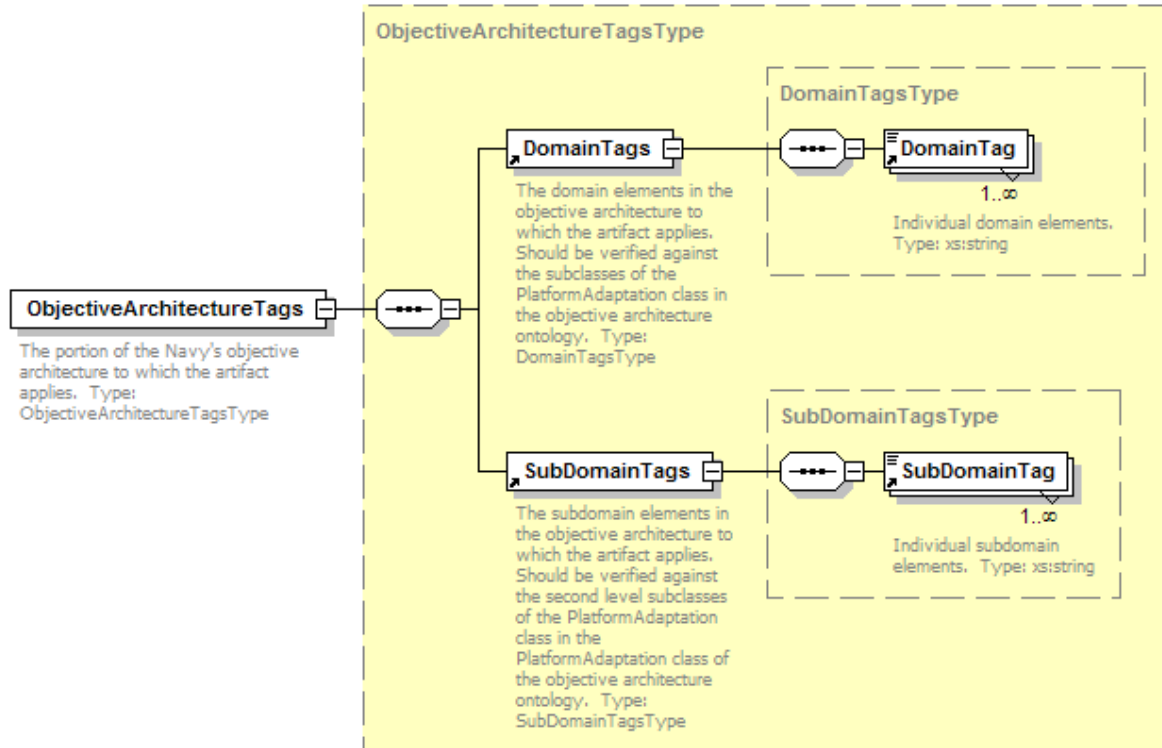 ObjectiveArchitectureTagsType
DomainTagsType
DomainTags
DomainTag
1..∞
The domain elements in the
objective architecture to
which the artifact applies.
Should be verified against
the subclasses of the
PlatformAdaptation class in
the objective architecture
ontology.  Type:
DomainTagsType
Individual domain elements.
Type: xs:string
ObjectiveArchitectureTags
The portion of the Navy's objective
architecture to which the artifact
applies.  Type:
ObjectiveArchitectureTagsType
SubDomainTagsType
SubDomainTags
SubDomainTag
1..∞
The subdomain elements in
the objective architecture to
which the artifact applies.
Should be verified against
the second level subclasses
of the PlatformAdaptation
class in the
PlatformAdaptation class of
the objective architecture
ontology.  Type:
SubDomainTagsType
Individual subdomain
elements.  Type: xs:string